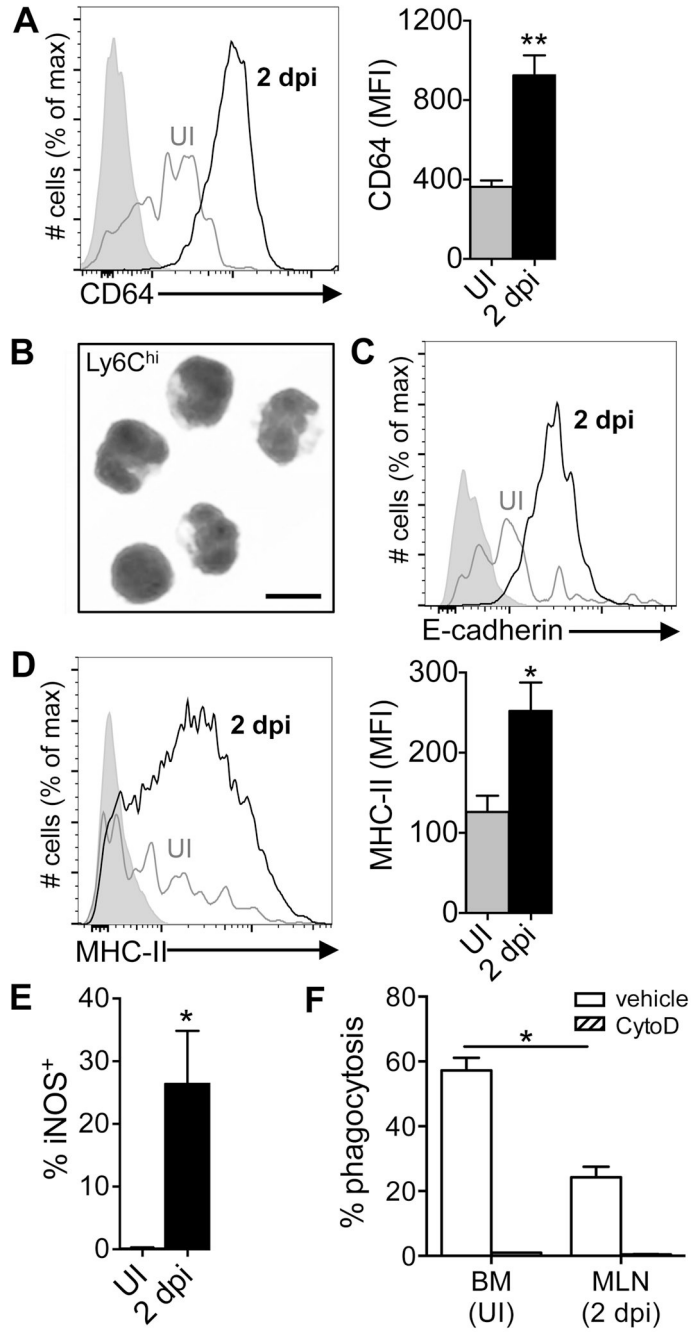 A
# cells (% of max)
2 dpi
UI
CD64
CD64 (MFI)
1200
800
400
0
**
UI
2 dpi
B
Ly6Chi
C
# cells (% of max)
2 dpi
UI
E-cadherin
D
# cells (% of max)
2 dpi
UI
MHC-II
MHC-II (MFI)
300
200
100
0
*
UI
2 dpi
E
% iNOS+
40
30
20
10
0
*
UI
2 dpi
F
% phagocytosis
80
60
40
20
0
vehicle
CytoD
*
BM
(UI)
MLN
(2 dpi)